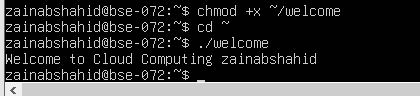 zainabshahid@bse-072:~$ chmod +x ~/welcome
zainabshahid@bse-072:~$ cd ~
zainabshahid@bse-072:~$ ./welcome
Welcome to Cloud Computing zainabshahid
zainabshahid@bse-072:~$ _